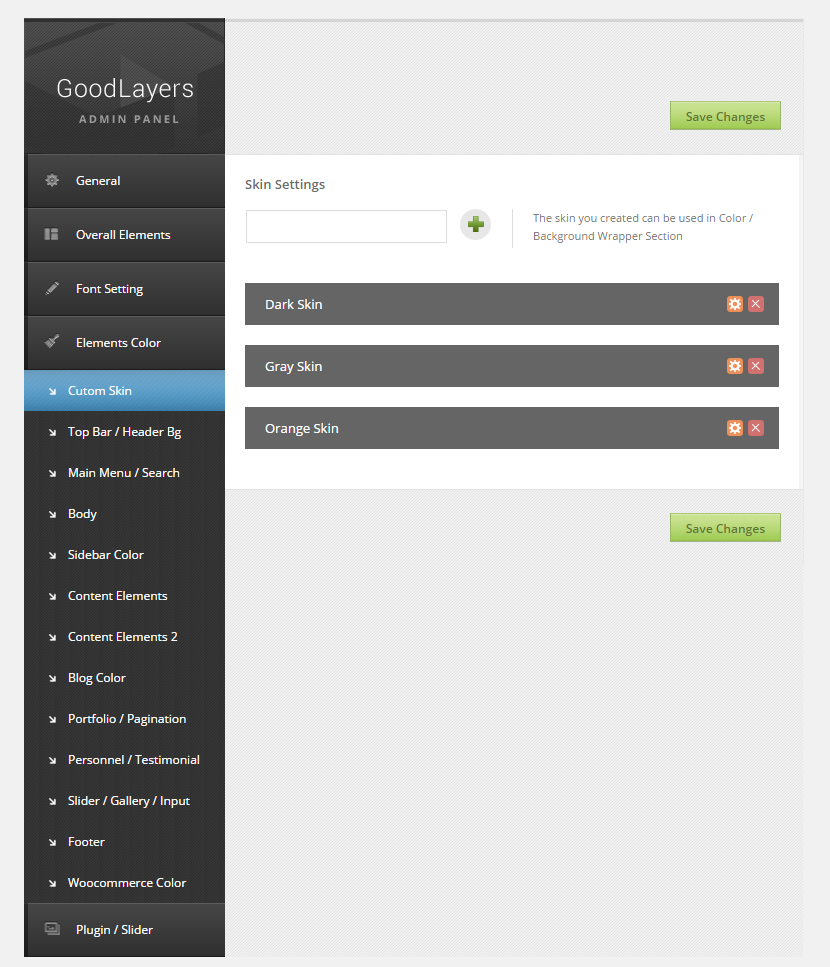 GoodLayers
ADMIN PANEL
Save Changes
General
Overall Elements
Font Setting
Elements Color
Cutom Skin
Top Bar / Header Bg
Main Menu / Search
Body
Sidebar Color
Content Elements
Content Elements 2
Blog Color
Portfolio / Pagination
Personnel / Testimonial
Slider / Gallery / Input
Footer
Woocommerce Color
Plugin / Slider
Skin Settings
The skin you created can be used in Color /
Background Wrapper Section
Dark Skin
Gray Skin
Orange Skin
Save Changes